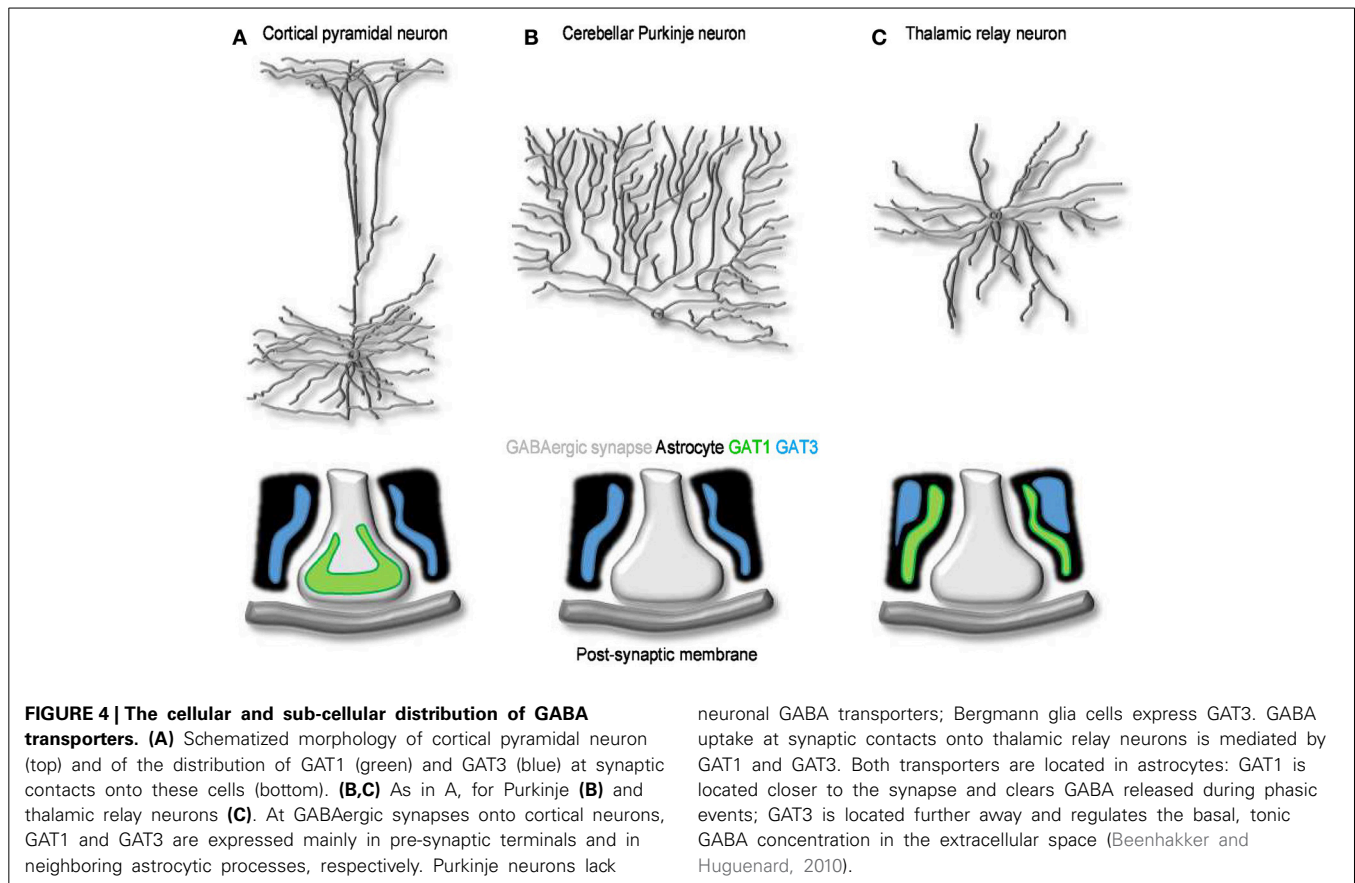 A Cortical pyramidal neuron
B Cerebellar Purkinje neuron
C Thalamic relay neuron
GABAergic synapse Astrocyte GAT1 GAT3
Post-synaptic membrane
FIGURE 4 | The cellular and sub-cellular distribution of GABA
transporters. (A) Schematized morphology of cortical pyramidal neuron
(top) and of the distribution of GAT1 (green) and GAT3 (blue) at synaptic
contacts onto these cells (bottom). (B,C) As in A, for Purkinje (B) and
thalamic relay neurons (C). At GABAergic synapses onto cortical neurons,
GAT1 and GAT3 are expressed mainly in pre-synaptic terminals and in
neighboring astrocytic processes, respectively. Purkinje neurons lack
neuronal GABA transporters; Bergmann glia cells express GAT3. GABA
uptake at synaptic contacts onto thalamic relay neurons is mediated by
GAT1 and GAT3. Both transporters are located in astrocytes: GAT1 is
located closer to the synapse and clears GABA released during phasic
events; GAT3 is located further away and regulates the basal, tonic
GABA concentration in the extracellular space (Beenhakker and
Huguenard, 2010).